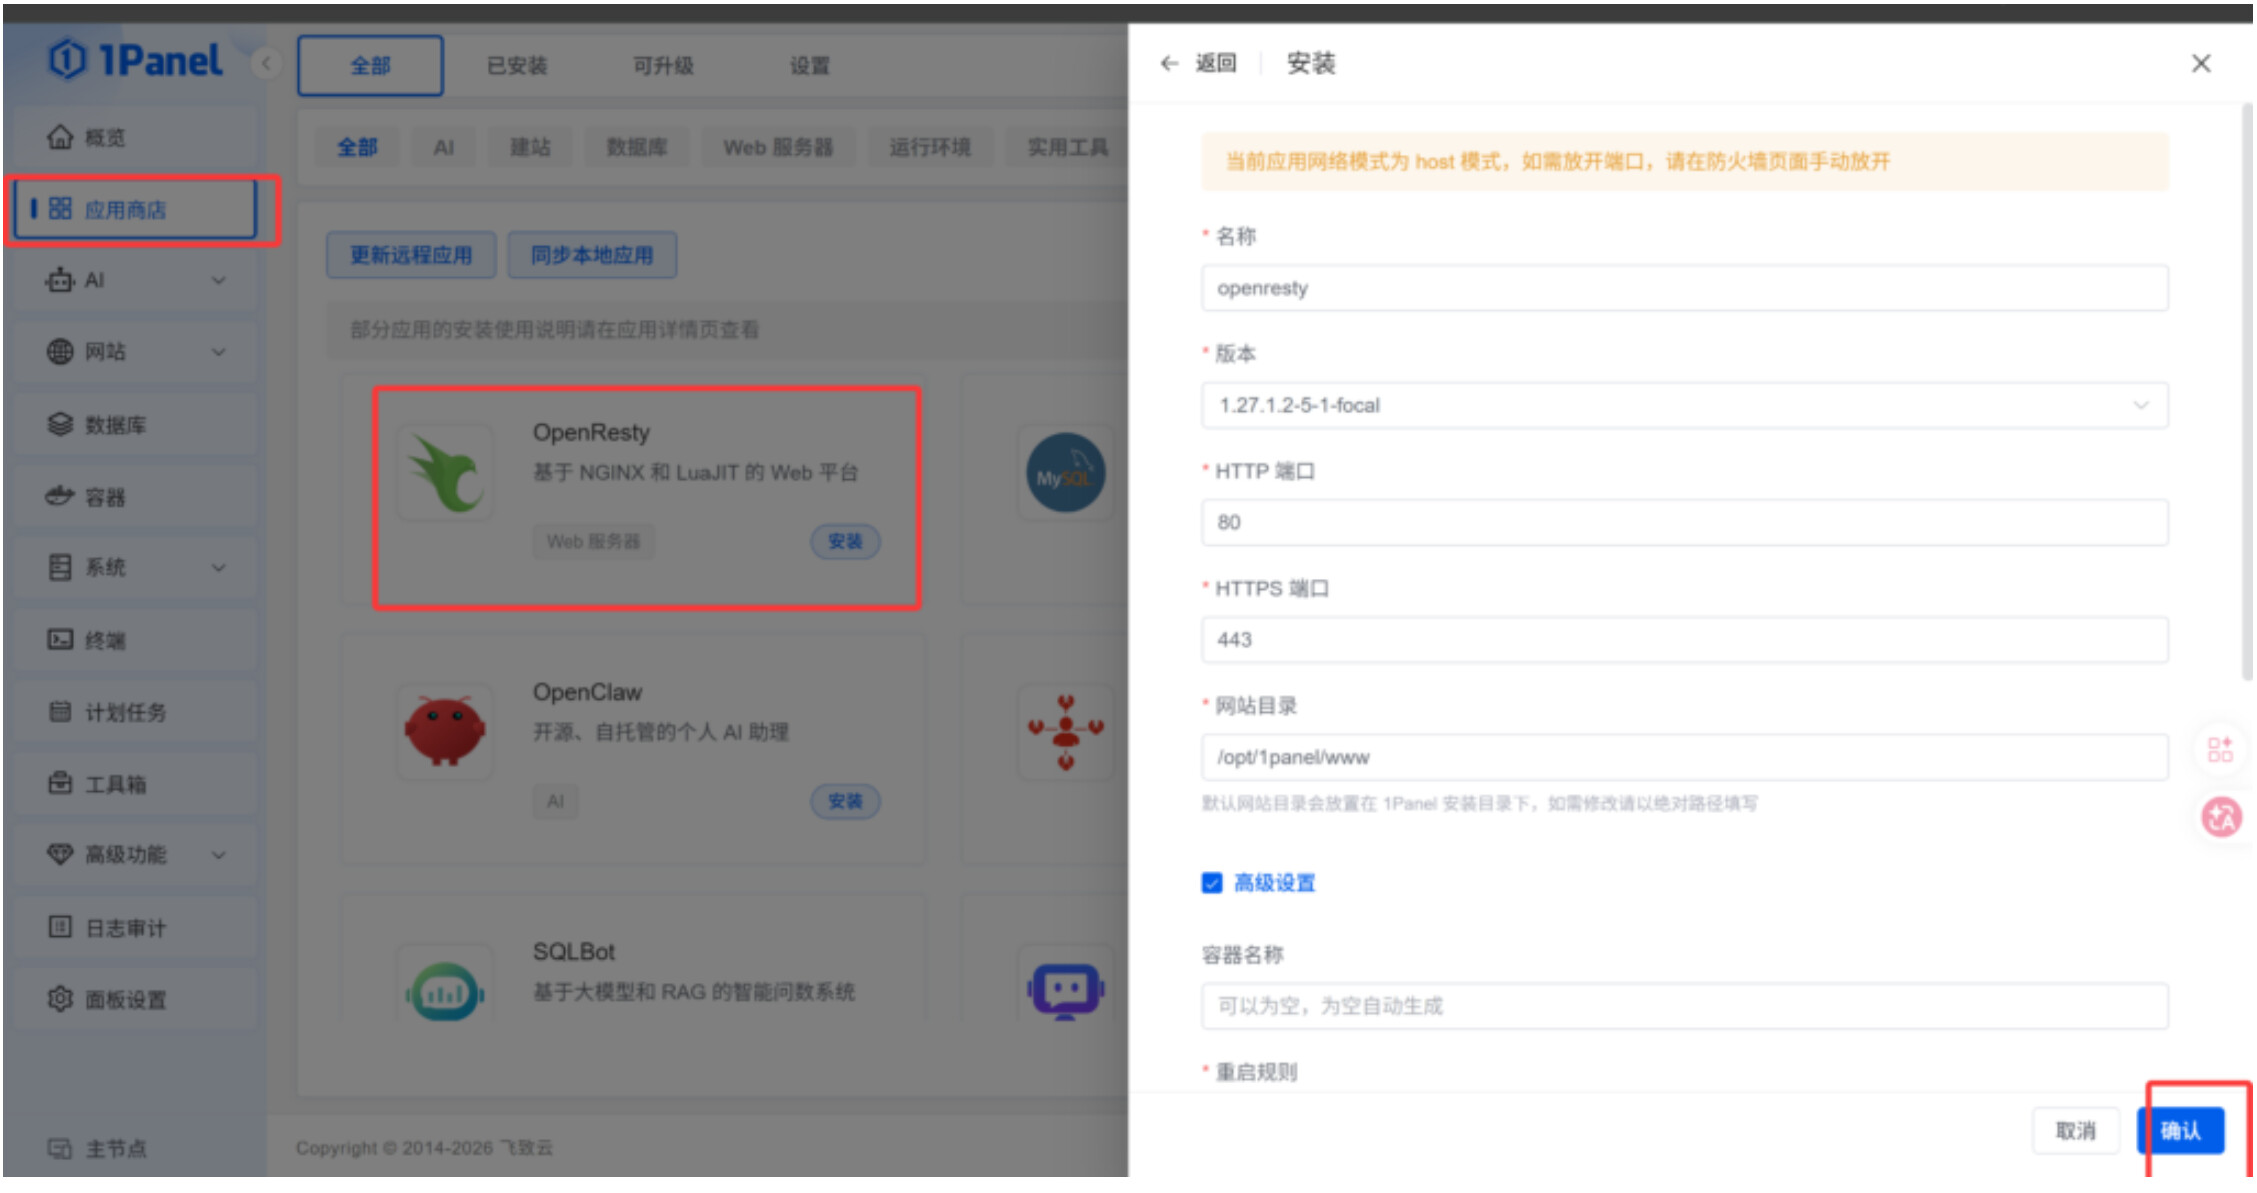 1Panel
概览
应用商店
AI
网站
数据库
容器
系统
终端
计划任务
工具箱
高级功能
日志审计
面板设置
主节点
全部 已安装 可升级 设置
全部 AI 建站 数据库 Web 服务器 运行环境 实用工具
更新远程应用 同步本地应用
部分应用的安装使用说明请在应用详情页查看
OpenResty
基于 NGINX 和 LuaJIT 的 Web 平台
Web 服务器 安装
MySQL
OpenClaw
开源、自托管的个人 AI 助理
AI 安装
SQLBot
基于大模型和 RAG 的智能问数系统
Copyright © 2014-2026 飞致云
返回 安装
当前应用网络模式为 host 模式，如需放开端口，请在防火墙页面手动放开
* 名称
openresty
* 版本
1.27.1.2-5-1-focal
* HTTP 端口
80
* HTTPS 端口
443
* 网站目录
/opt/1panel/www
默认网站目录会放置在 1Panel 安装目录下，如需修改请以绝对路径填写
高级设置
容器名称
可以为空，为空自动生成
* 重启规则
取消 确认